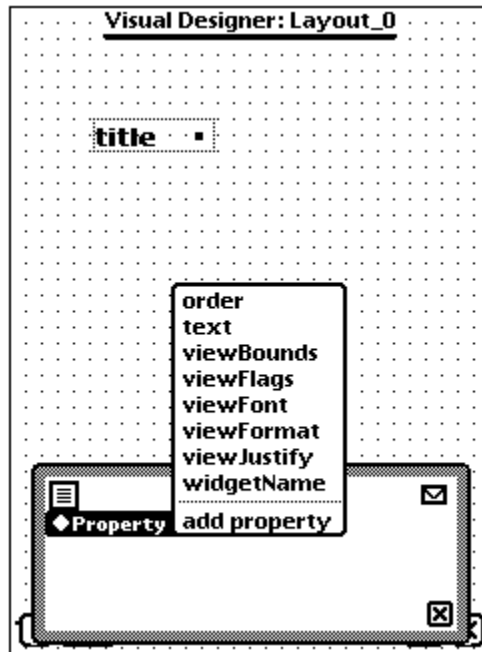 Visual Designer: Layout_0
title
order
text
viewBounds
viewFlags
viewFont
viewFormat
viewJustify
widgetName
◆Property
add property